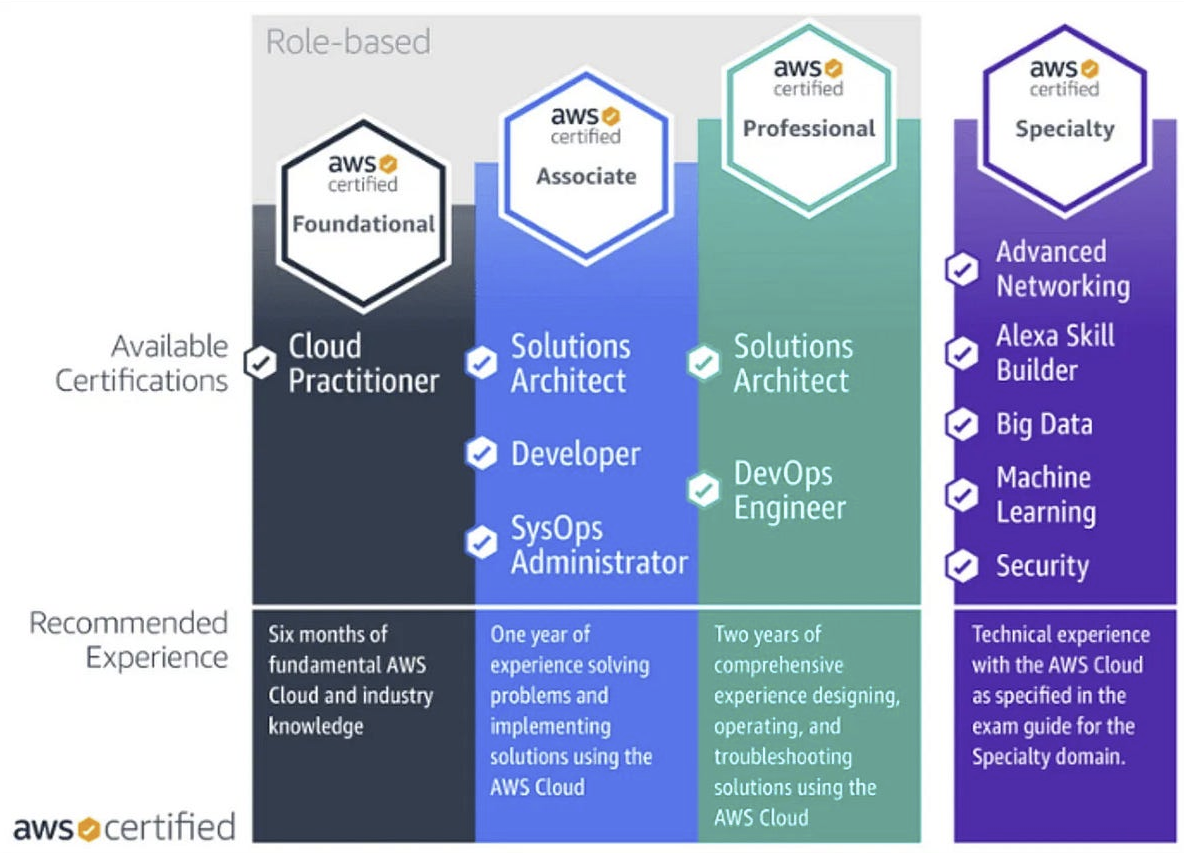 Role-based
aws certified
Foundational
aws certified
Associate
aws certified
Professional
aws certified
Specialty
Available
Certifications
Cloud
Practitioner
Solutions
Architect
Developer
SysOps
Administrator
Solutions
Architect
DevOps
Engineer
Advanced
Networking
Alexa Skill
Builder
Big Data
Machine
Learning
Security
Recommended
Experience
Six months of
fundamental AWS
Cloud and industry
knowledge
One year of
experience solving
problems and
implementing
solutions using the
AWS Cloud
Two years of
comprehensive
experience designing,
operating, and
troubleshooting
solutions using the
AWS Cloud
Technical experience
with the AWS Cloud
as specified in the
exam guide for the
Specialty domain.
aws certified